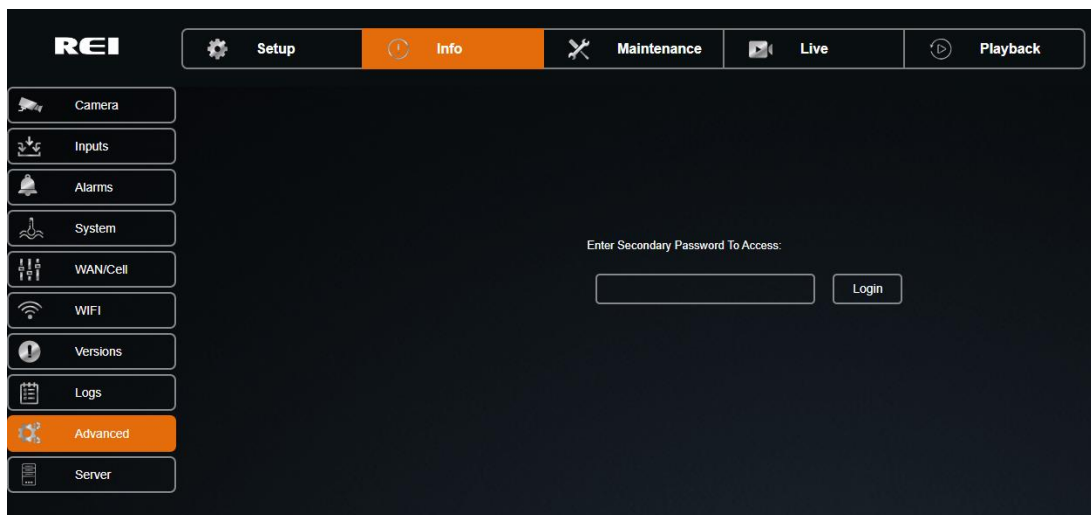 REI
Setup
Info
Maintenance
Live
Playback
Camera
Inputs
Alarms
System
WAN/Cell
WIFI
Versions
Logs
Advanced
Server
Enter Secondary Password To Access:
Login